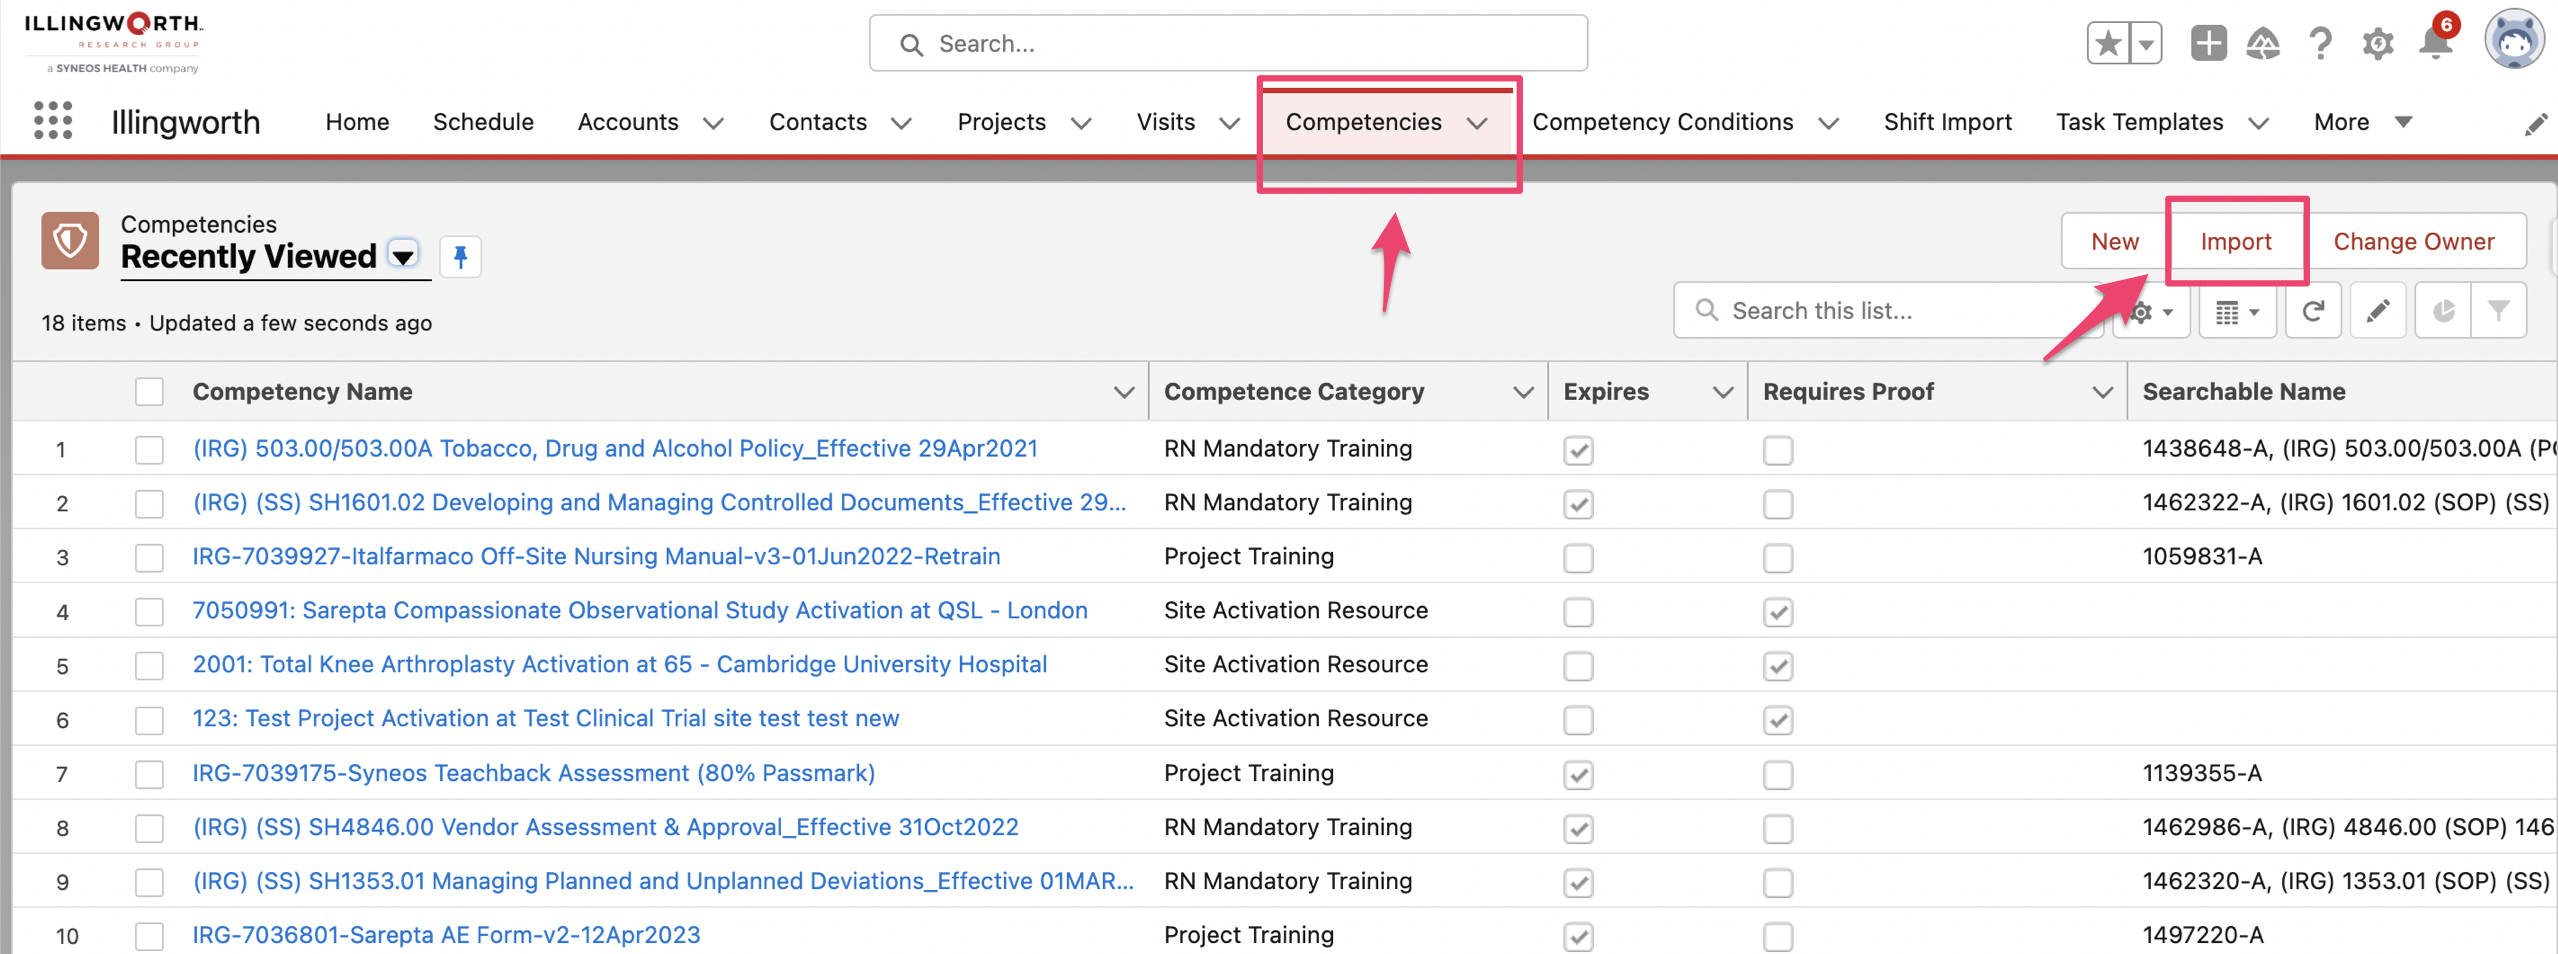 ILLINGWORTH
RESEARCH GROUP
a SYNEOS HEALTH company
Search...
6
Illingworth Home Schedule Accounts Contacts Projects Visits Competencies Competency Conditions Shift Import Task Templates More
Competencies
Recently Viewed
New Import Change Owner
18 items • Updated a few seconds ago
Search this list...
Competency Name Competence Category Expires Requires Proof Searchable Name
1 (IRG) 503.00/503.00A Tobacco, Drug and Alcohol Policy_Effective 29Apr2021 RN Mandatory Training 1438648-A, (IRG) 503.00/503.00A
2 (IRG) (SS) SH1601.02 Developing and Managing Controlled Documents_Effective 29... RN Mandatory Training 1462322-A, (IRG) 1601.02 (SOP) (SS)
3 IRG-7039927-Italfarmaco Off-Site Nursing Manual-v3-01Jun2022-Retrain Project Training 1059831-A
4 7050991: Sarepta Compassionate Observational Study Activation at QSL - London Site Activation Resource
5 2001: Total Knee Arthroplasty Activation at 65 - Cambridge University Hospital Site Activation Resource
6 123: Test Project Activation at Test Clinical Trial site test test new Site Activation Resource
7 IRG-7039175-Syneos Teachback Assessment (80% Passmark) Project Training 1139355-A
8 (IRG) (SS) SH4846.00 Vendor Assessment & Approval_Effective 31Oct2022 RN Mandatory Training 1462986-A, (IRG) 4846.00 (SOP) 146
9 (IRG) (SS) SH1353.01 Managing Planned and Unplanned Deviations_Effective 01MAR... RN Mandatory Training 1462320-A, (IRG) 1353.01 (SOP) (SS)
10 IRG-7036801-Sarepta AE Form-v2-12Apr2023 Project Training 1497220-A